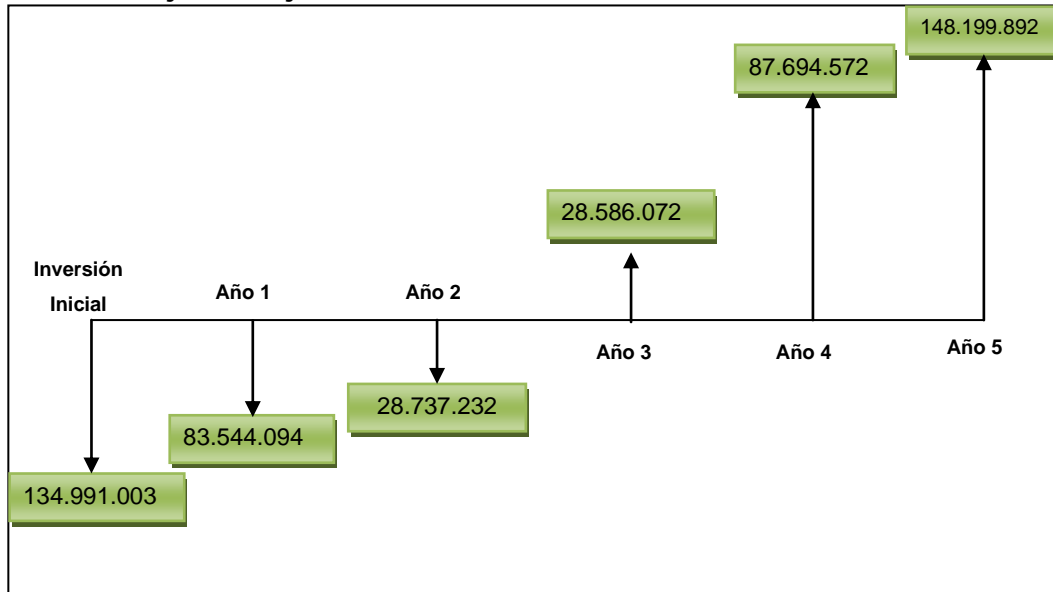 148.199.892
87.694.572
28.586.072
Inversión
Inicial
Año 1
Año 2
Año 3
Año 4
Año 5
28.737.232
83.544.094
134.991.003